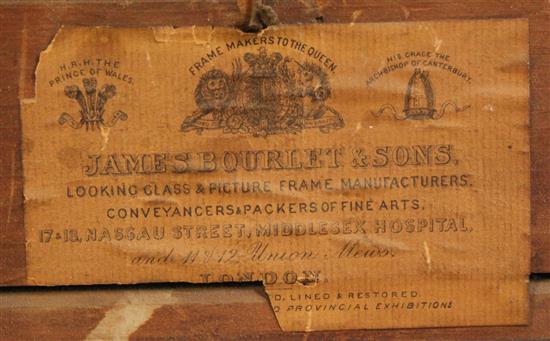 FRAME MAKERS TO THE QUEEN.
H.R.H. THE
PRINCE OF WALES.
HIS GRACE THE
ARCHBISHOP OF CANTERBURY.
JAMES BOURLET & SONS,
LOOKING GLASS & PICTURE FRAME MANUFACTURERS.
CONVEYANCERS & PACKERS OF FINE ARTS,
17 & 18, NASSAU STREET, MIDDLESEX HOSPITAL,
and 11 & 12 Union Mews.
LONDON.
D, LINED & RESTORED.
PROVINCIAL EXHIBITIONS